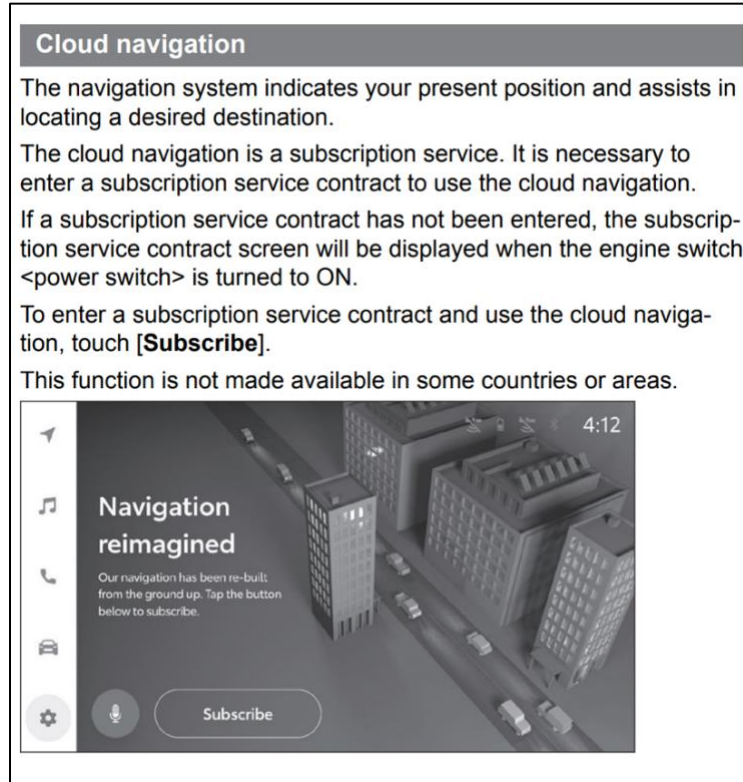 Cloud navigation
The navigation system indicates your present position and assists in
locating a desired destination.
The cloud navigation is a subscription service. It is necessary to
enter a subscription service contract to use the cloud navigation.
If a subscription service contract has not been entered, the subscrip-
tion service contract screen will be displayed when the engine switch
<power switch> is turned to ON.
To enter a subscription service contract and use the cloud naviga-
tion, touch [Subscribe].
This function is not made available in some countries or areas.
4:12
Navigation
reimagined
Our navigation has been re-built
from the ground up. Tap the button
below to subscribe.
Subscribe